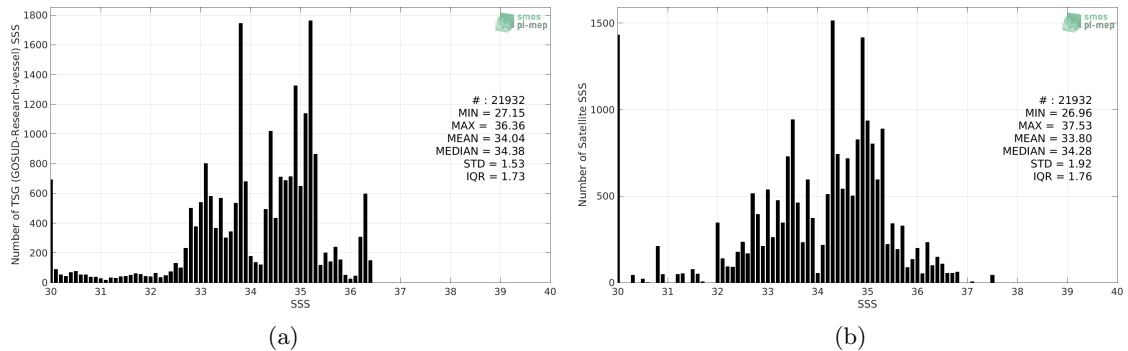 smos
pi-mep
Number of TSG (GOSUD-Research-vessel) SSS
1800
1600
1400
1200
1000
800
600
400
200
0
# : 21932
MIN = 27.15
MAX = 36.36
MEAN = 34.04
MEDIAN = 34.38
STD = 1.53
IQR = 1.73
30 31 32 33 34 35 36 37 38 39 40
SSS
(a)
smos
pi-mep
Number of Satellite SSS
1500
1000
500
0
# : 21932
MIN = 26.96
MAX = 37.53
MEAN = 33.80
MEDIAN = 34.28
STD = 1.92
IQR = 1.76
30 31 32 33 34 35 36 37 38 39 40
SSS
(b)